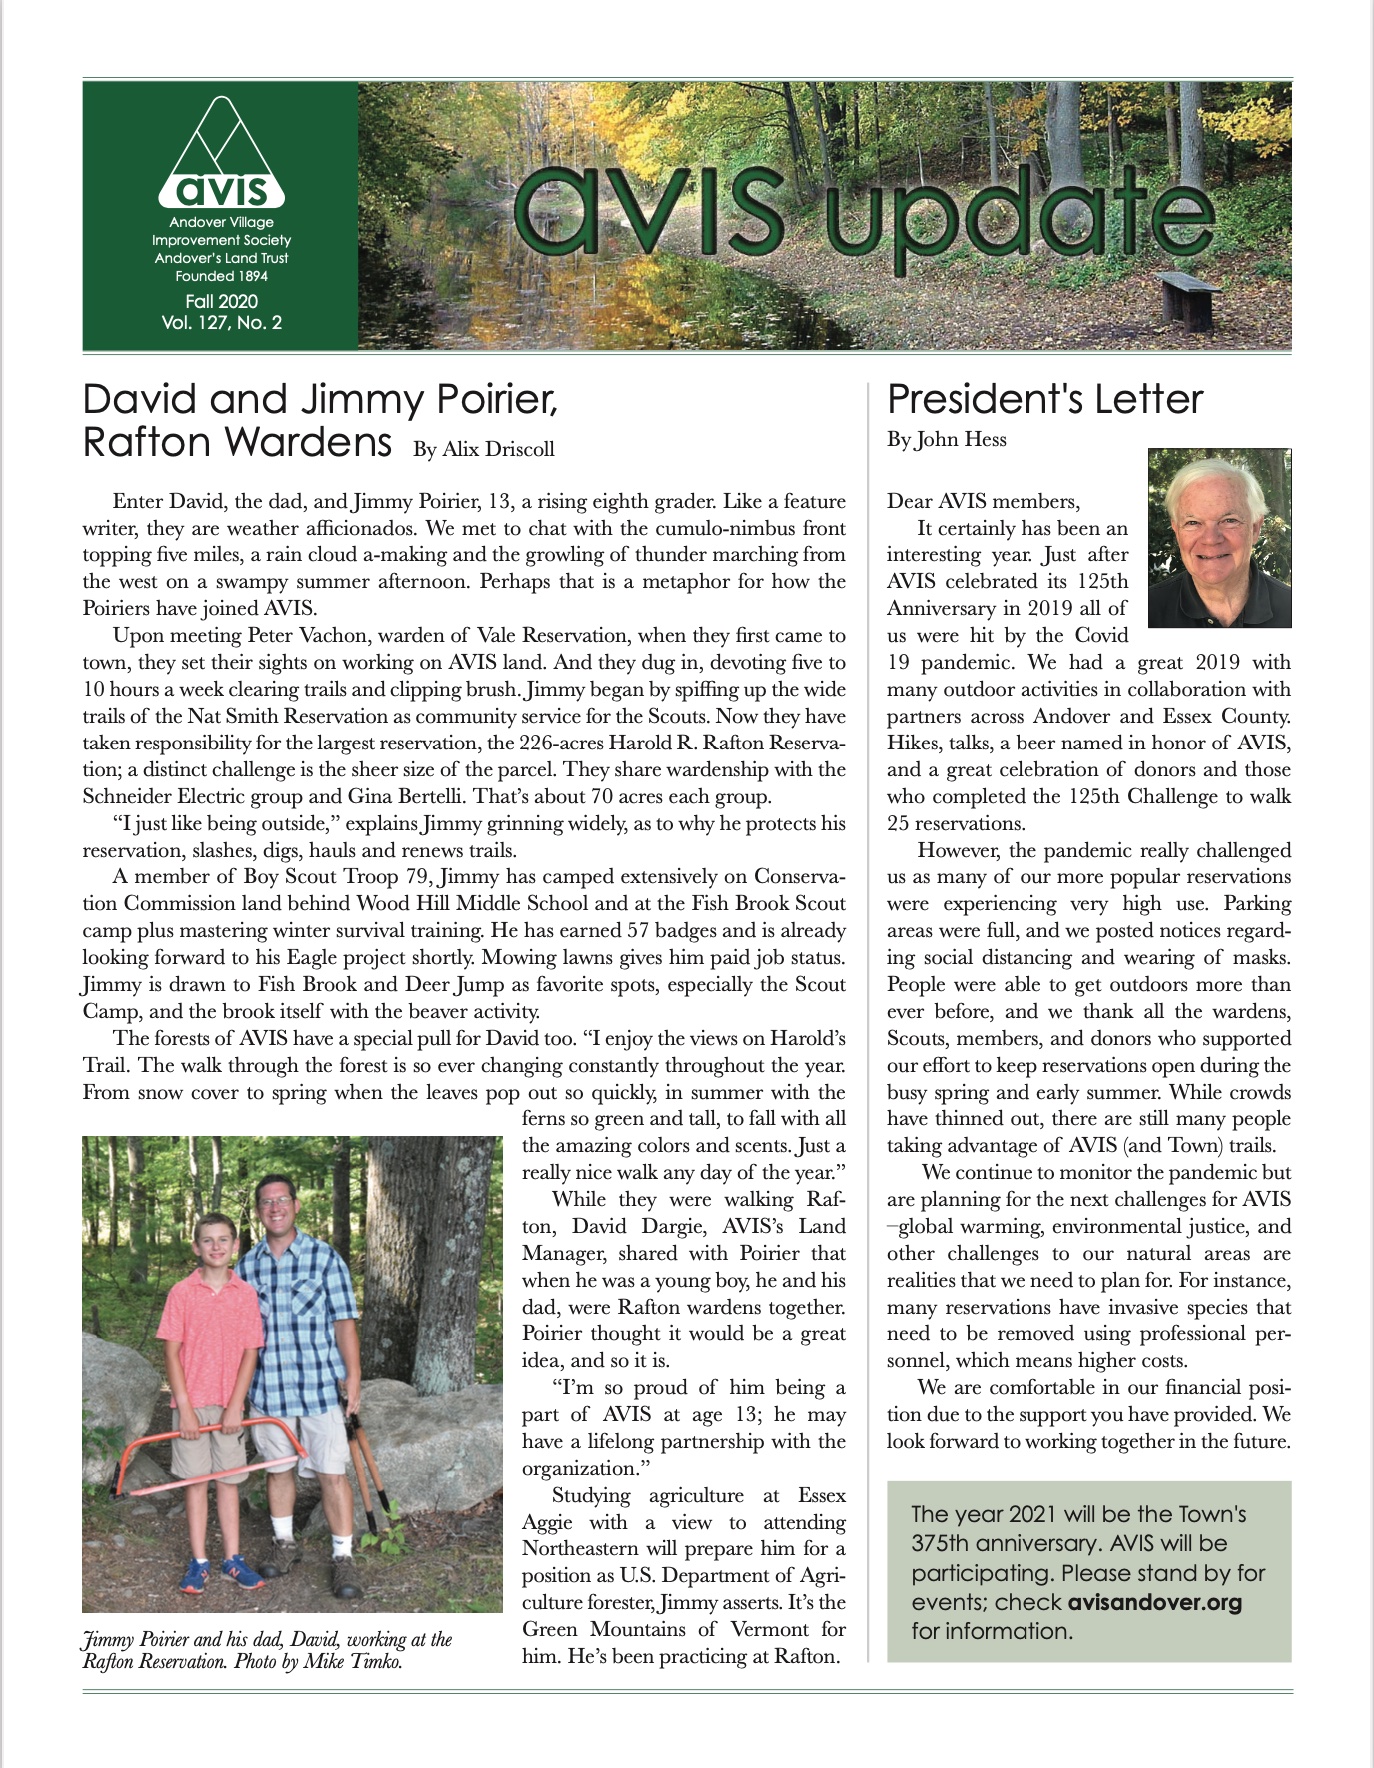 avis
Andover Village
Improvement Society
Andover's Land Trust
Founded 1894
Fall 2020
Vol. 127, No. 2
avis update
David and Jimmy Poirier,
Rafton Wardens By Alix Driscoll
Enter David, the dad, and Jimmy Poirier, 13, a rising eighth grader. Like a feature
writer, they are weather afficionados. We met to chat with the cumulo-nimbus front
topping five miles, a rain cloud a-making and the growling of thunder marching from
the west on a swampy summer afternoon. Perhaps that is a metaphor for how the
Poiriers have joined AVIS.
Upon meeting Peter Vachon, warden of Vale Reservation, when they first came to
town, they set their sights on working on AVIS land. And they dug in, devoting five to
10 hours a week clearing trails and clipping brush. Jimmy began by spiffing up the wide
trails of the Nat Smith Reservation as community service for the Scouts. Now they have
taken responsibility for the largest reservation, the 226-acres Harold R. Rafton Reserva-
tion; a distinct challenge is the sheer size of the parcel. They share wardenship with the
Schneider Electric group and Gina Bertelli. That's about 70 acres each group.
“I just like being outside,” explains Jimmy grinning widely, as to why he protects his
reservation, slashes, digs, hauls and renews trails.
A member of Boy Scout Troop 79, Jimmy has camped extensively on Conserva-
tion Commission land behind Wood Hill Middle School and at the Fish Brook Scout
camp plus mastering winter survival training. He has earned 57 badges and is already
looking forward to his Eagle project shortly. Mowing lawns gives him paid job status.
Jimmy is drawn to Fish Brook and Deer Jump as favorite spots, especially the Scout
Camp, and the brook itself with the beaver activity.
The forests of AVIS have a special pull for David too. “I enjoy the views on Harold's
Trail. The walk through the forest is so ever changing constantly throughout the year.
From snow cover to spring when the leaves pop out so quickly, in summer with the
ferns so green and tall, to fall with all
the amazing colors and scents. Just a
really nice walk any day of the year.”
While they were walking Raf-
ton, David Dargie, AVIS's Land
Manager, shared with Poirier that
when he was a young boy, he and his
dad, were Rafton wardens together.
Poirier thought it would be a great
idea, and so it is.
“I'm so proud of him being a
part of AVIS at age 13; he may
have a lifelong partnership with the
organization.”
Studying agriculture at Essex
Aggie with a view to attending
Northeastern will prepare him for a
position as U.S. Department of Agri-
culture forester, Jimmy asserts. It's the
Green Mountains of Vermont for
him. He's been practicing at Rafton.
Jimmy Poirier and his dad, David, working at the
Rafton Reservation. Photo by Mike Timko.
President's Letter
By John Hess
Dear AVIS members,
It certainly has been an
interesting year. Just after
AVIS celebrated its 125th
Anniversary in 2019 all of
us were hit by the Covid
19 pandemic. We had a great 2019 with
many outdoor activities in collaboration with
partners across Andover and Essex County.
Hikes, talks, a beer named in honor of AVIS,
and a great celebration of donors and those
who completed the 125th Challenge to walk
25 reservations.
However, the pandemic really challenged
us as many of our more popular reservations
were experiencing very high use. Parking
areas were full, and we posted notices regard-
ing social distancing and wearing of masks.
People were able to get outdoors more than
ever before, and we thank all the wardens,
Scouts, members, and donors who supported
our effort to keep reservations open during the
busy spring and early summer. While crowds
have thinned out, there are still many people
taking advantage of AVIS (and Town) trails.
We continue to monitor the pandemic but
are planning for the next challenges for AVIS
–global warming, environmental justice, and
other challenges to our natural areas are
realities that we need to plan for. For instance,
many reservations have invasive species that
need to be removed using professional per-
sonnel, which means higher costs.
We are comfortable in our financial posi-
tion due to the support you have provided. We
look forward to working together in the future.
The year 2021 will be the Town's
375th anniversary. AVIS will be
participating. Please stand by for
events; check avisandover.org
for information.